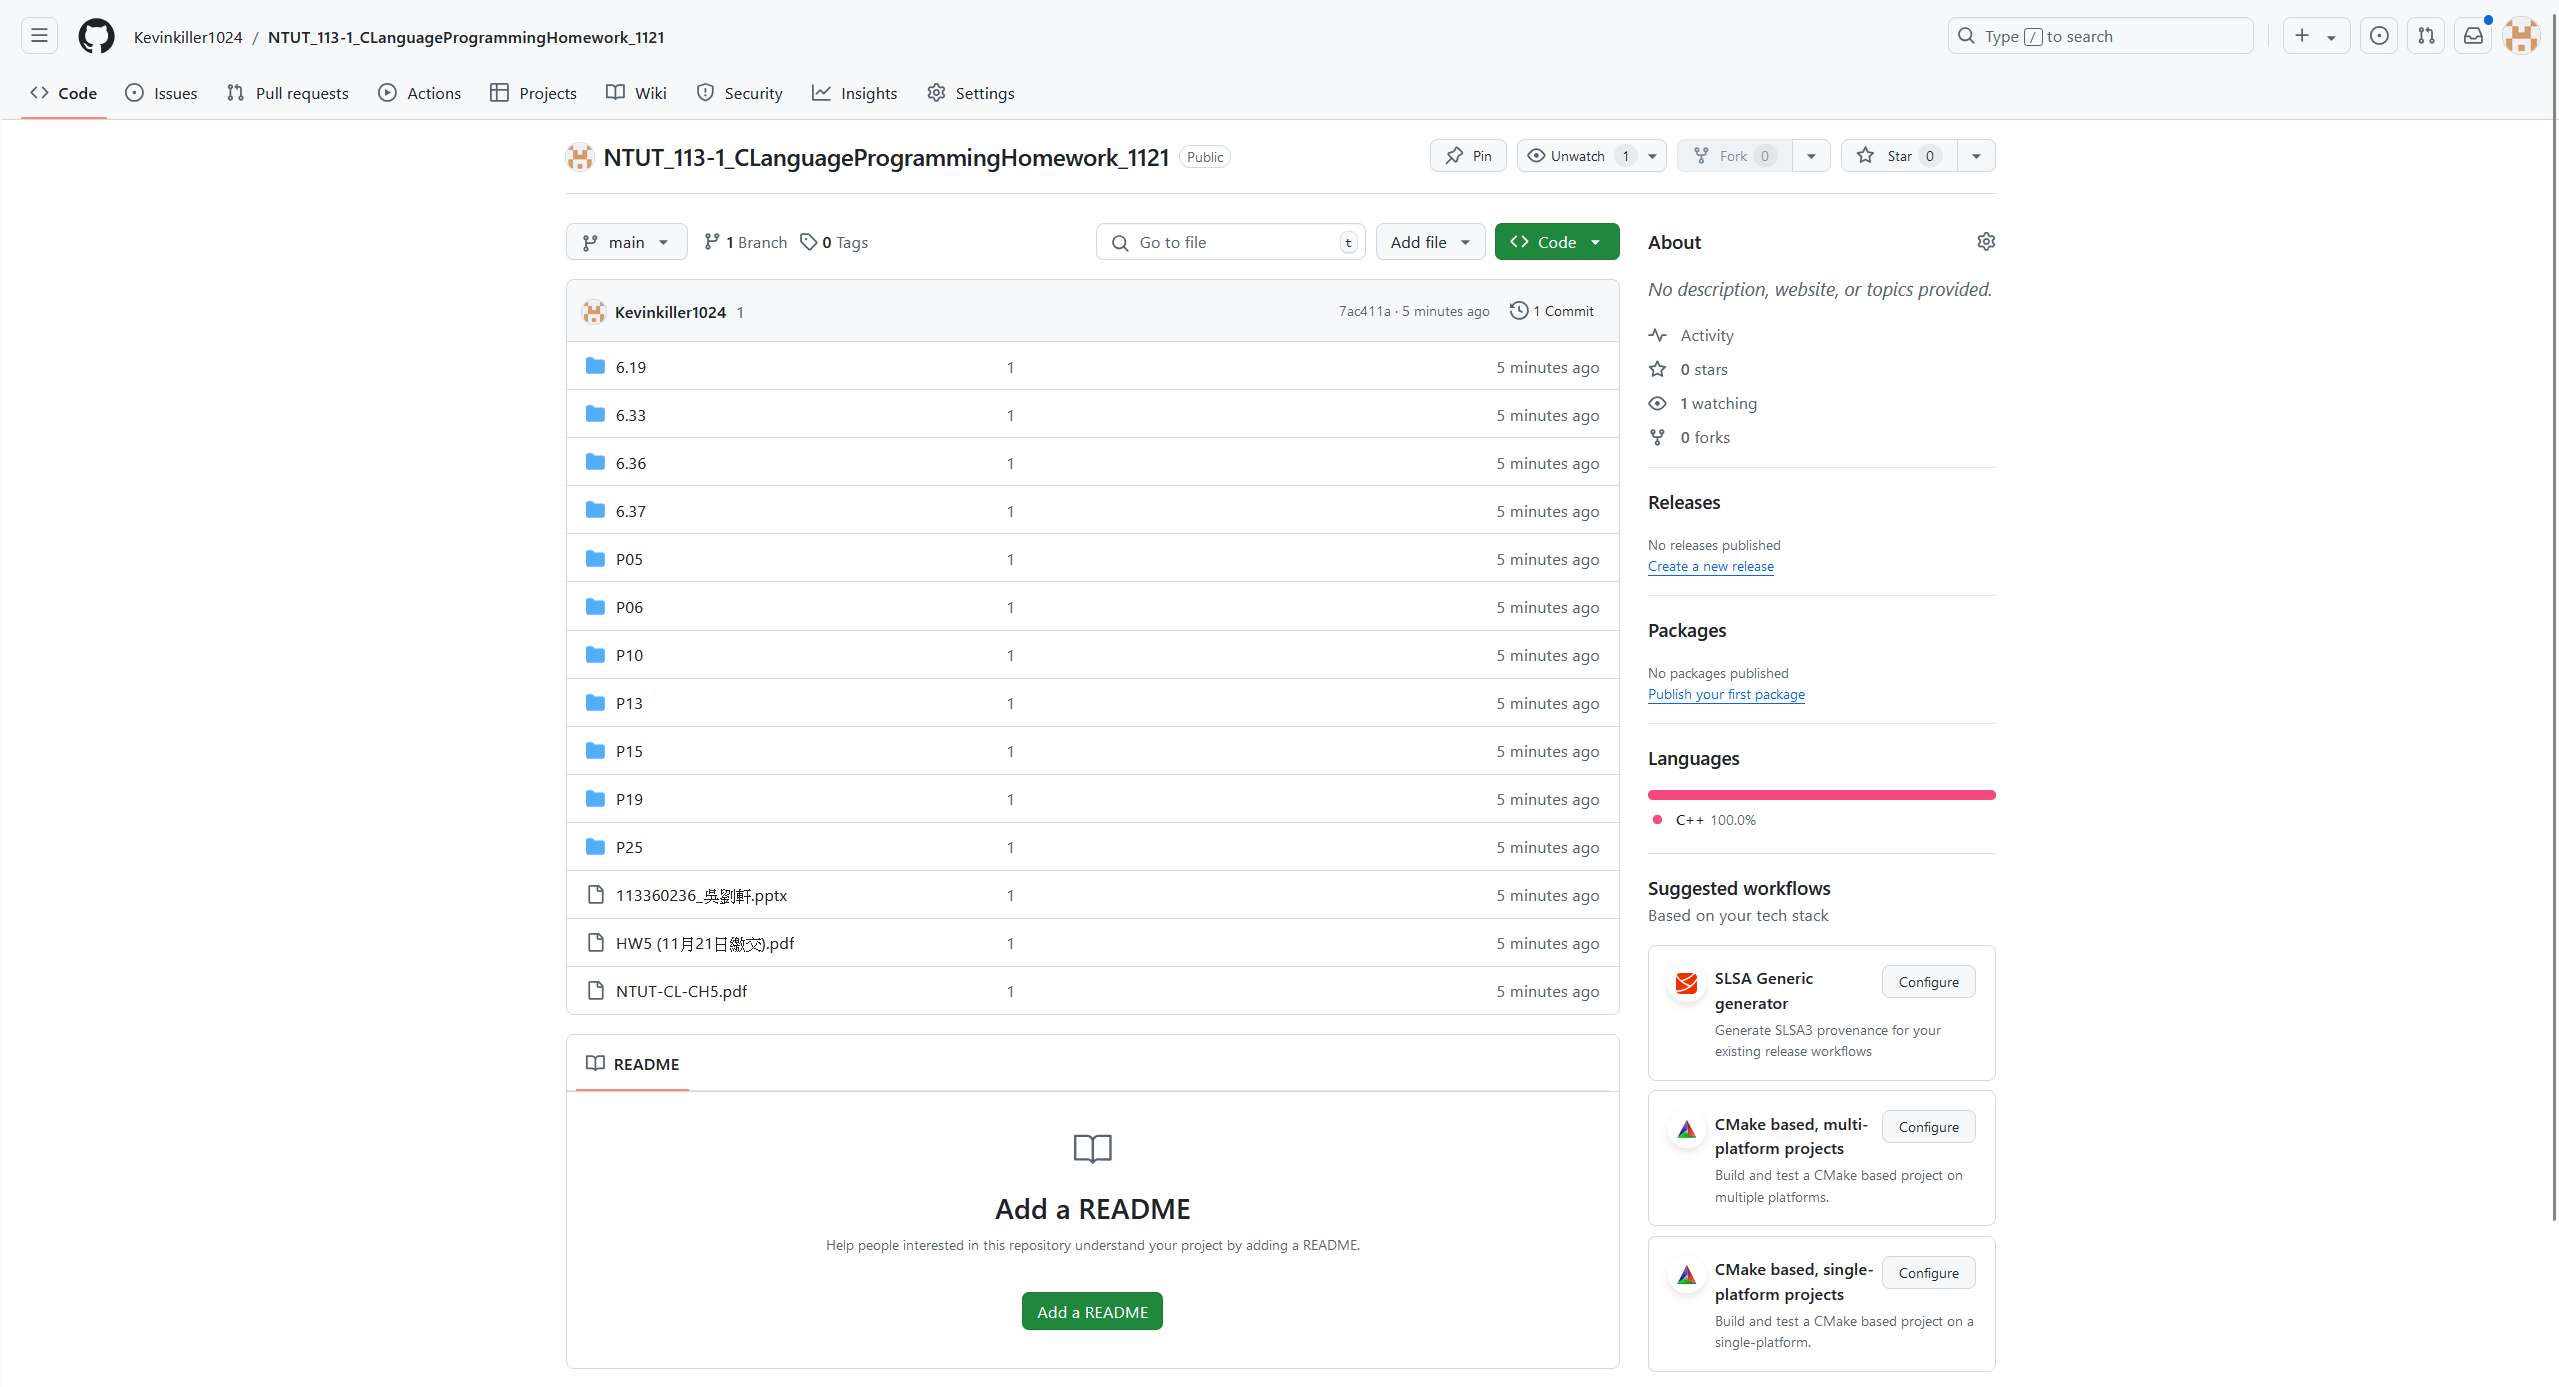 Kevinkiller1024 / NTUT_113-1_CLanguageProgrammingHomework_1121
Type / to search
Code Issues Pull requests Actions Projects Wiki Security Insights Settings
NTUT_113-1_CLanguageProgrammingHomework_1121 Public
Pin Unwatch 1 Fork 0 Star 0
main 1 Branch 0 Tags Go to file t Add file Code
Kevinkiller1024 1 7ac411a · 5 minutes ago 1 Commit
6.19 1 5 minutes ago
6.33 1 5 minutes ago
6.36 1 5 minutes ago
6.37 1 5 minutes ago
P05 1 5 minutes ago
P06 1 5 minutes ago
P10 1 5 minutes ago
P13 1 5 minutes ago
P15 1 5 minutes ago
P19 1 5 minutes ago
P25 1 5 minutes ago
113360236_吳劉軒.pptx 1 5 minutes ago
HW5 (11月21日繳交).pdf 1 5 minutes ago
NTUT-CL-CH5.pdf 1 5 minutes ago
README
Add a README
Help people interested in this repository understand your project by adding a README.
Add a README
About
No description, website, or topics provided.
Activity
0 stars
1 watching
0 forks
Releases
No releases published
Create a new release
Packages
No packages published
Publish your first package
Languages
C++ 100.0%
Suggested workflows
Based on your tech stack
SLSA Generic
generator
Configure
Generate SLSA3 provenance for your
existing release workflows
CMake based, multi-
platform projects
Configure
Build and test a CMake based project on
multiple platforms.
CMake based, single-
platform projects
Configure
Build and test a CMake based project on a
single-platform.